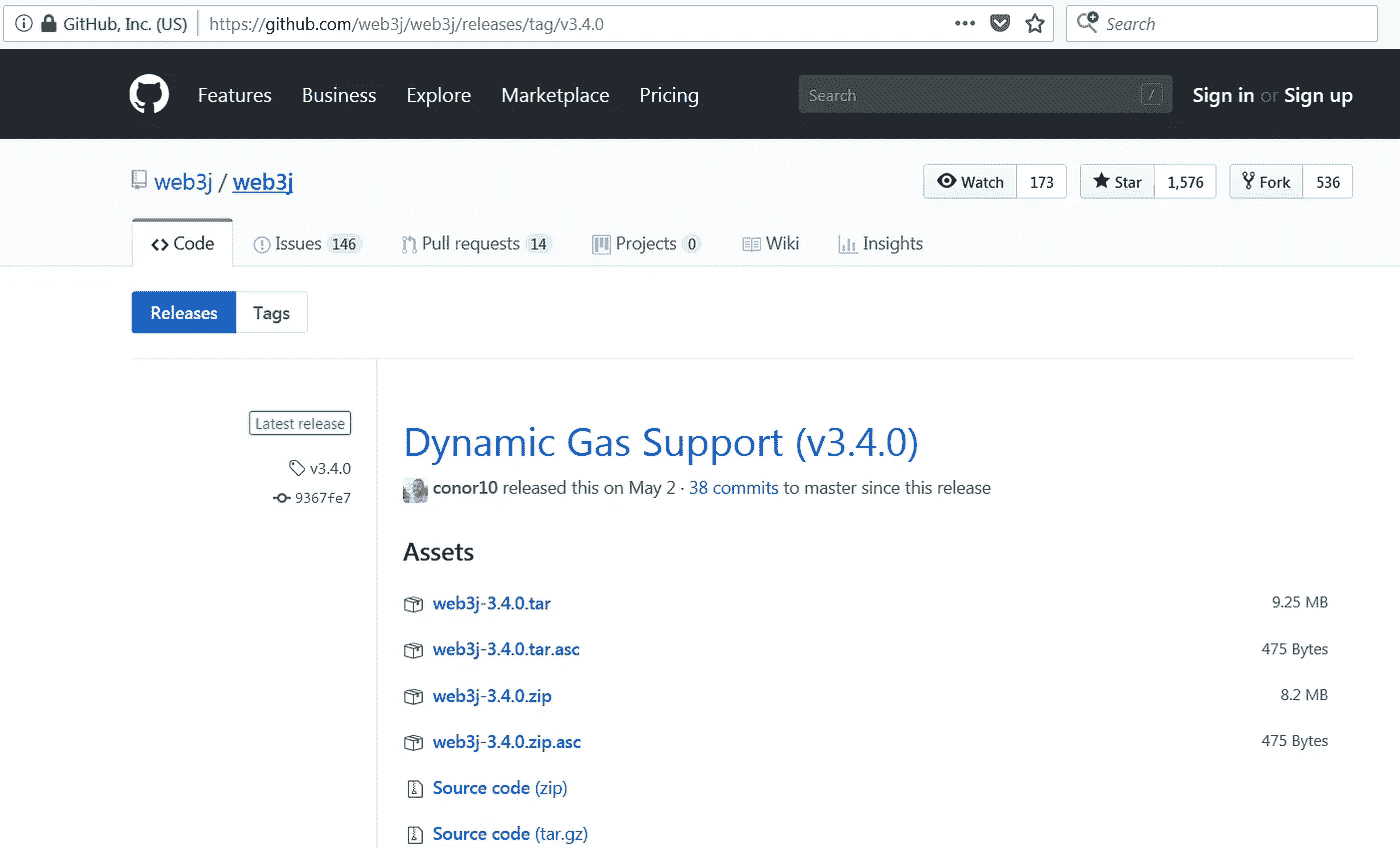 GitHub, Inc. (US) https://github.com/web3j/web3j/releases/tag/v3.4.0 ••• Search
Features Business Explore Marketplace Pricing Search / Sign in or Sign up
web3j / web3j Watch 173 Star 1,576 Fork 536
Code Issues 146 Pull requests 14 Projects 0 Wiki Insights
Releases Tags
Latest release
v3.4.0
9367fe7
Dynamic Gas Support (v3.4.0)
conor10 released this on May 2 · 38 commits to master since this release
Assets
web3j-3.4.0.tar 9.25 MB
web3j-3.4.0.tar.asc 475 Bytes
web3j-3.4.0.zip 8.2 MB
web3j-3.4.0.zip.asc 475 Bytes
Source code (zip)
Source code (tar.gz)